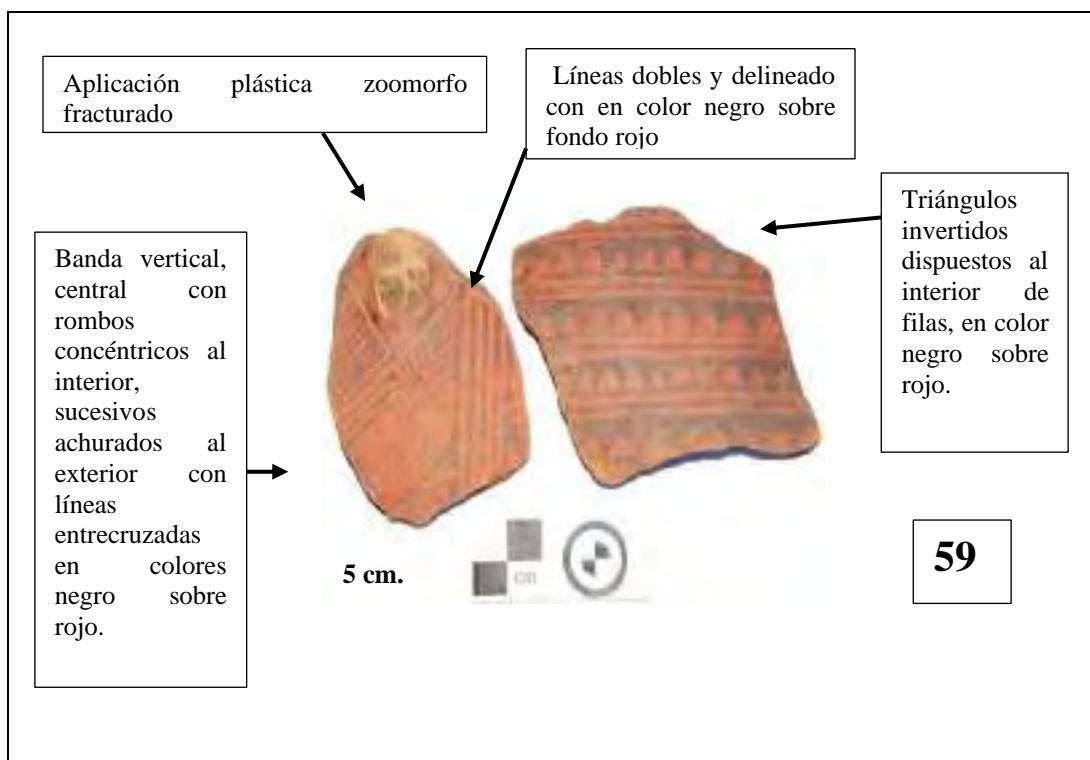 Aplicación plástica zoomorfo
fracturado
Líneas dobles y delineado
con en color negro sobre
fondo rojo
Triángulos
invertidos
dispuestos al
interior de
filas, en color
negro sobre
rojo.
Banda vertical,
central con
rombos
concéntricos al
interior,
sucesivos
achurados al
exterior con
líneas
entrecruzadas
en colores
negro sobre
rojo.
5 cm.
cm
59